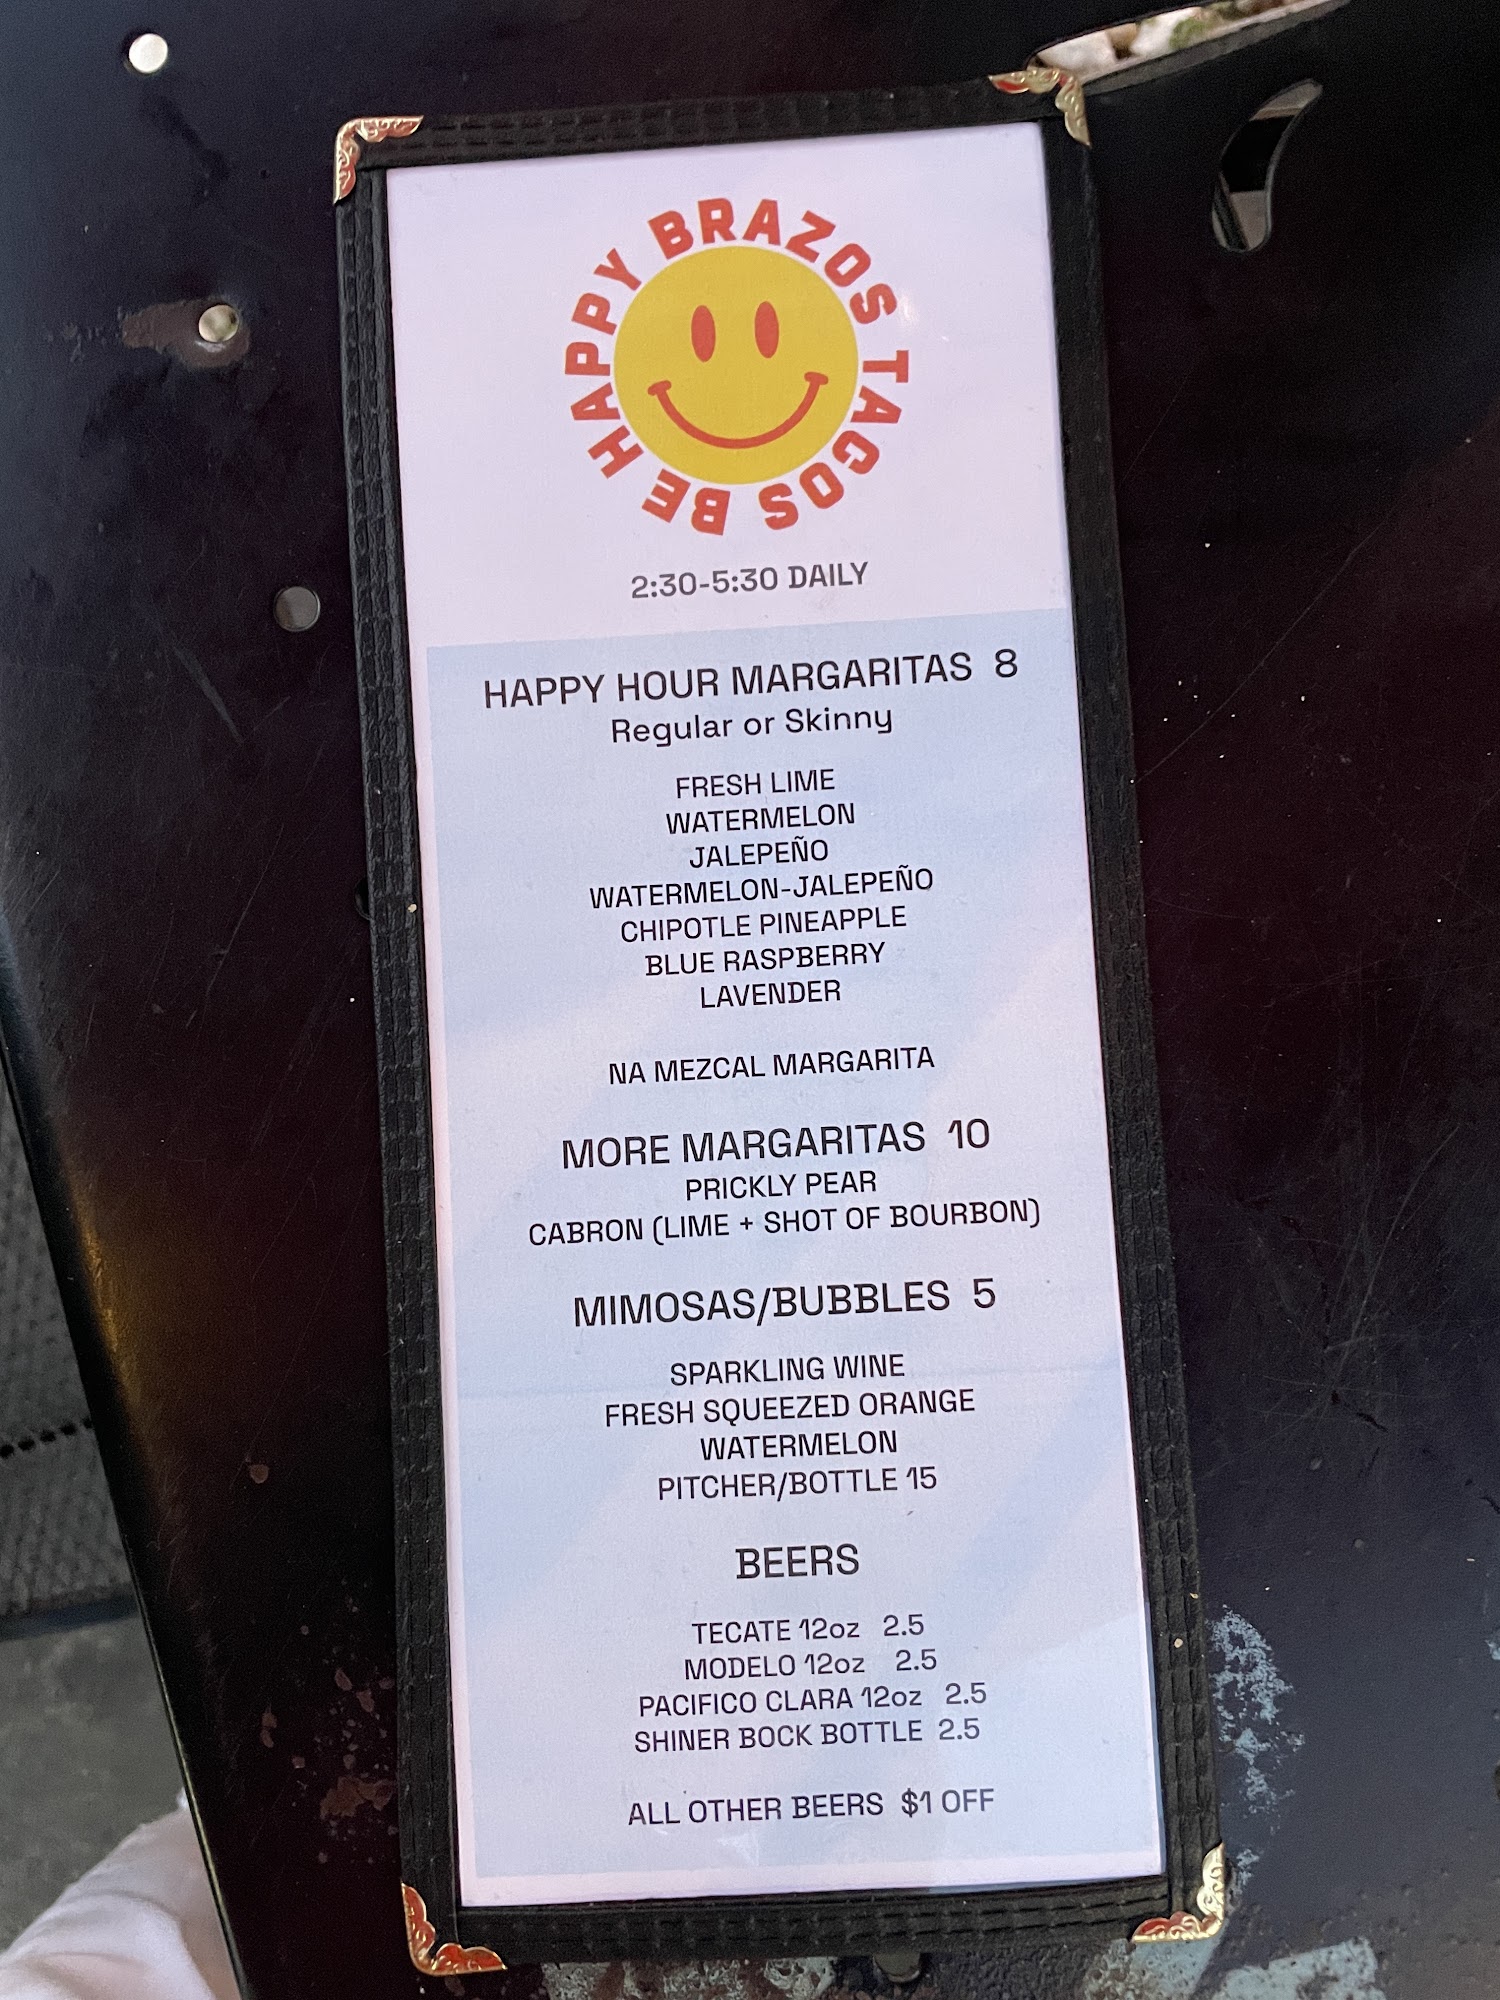 BRAZOS TACOS BE HAPPY
2:30-5:30 DAILY
HAPPY HOUR MARGARITAS 8
Regular or Skinny
FRESH LIME
WATERMELON
JALEPEÑO
WATERMELON-JALEPEÑO
CHIPOTLE PINEAPPLE
BLUE RASPBERRY
LAVENDER
NA MEZCAL MARGARITA
MORE MARGARITAS 10
PRICKLY PEAR
CABRON (LIME + SHOT OF BOURBON)
MIMOSAS/BUBBLES 5
SPARKLING WINE
FRESH SQUEEZED ORANGE
WATERMELON
PITCHER/BOTTLE 15
BEERS
TECATE 12oz 2.5
MODELO 12oz 2.5
PACIFICO CLARA 12oz 2.5
SHINER BOCK BOTTLE 2.5
ALL OTHER BEERS $1 OFF